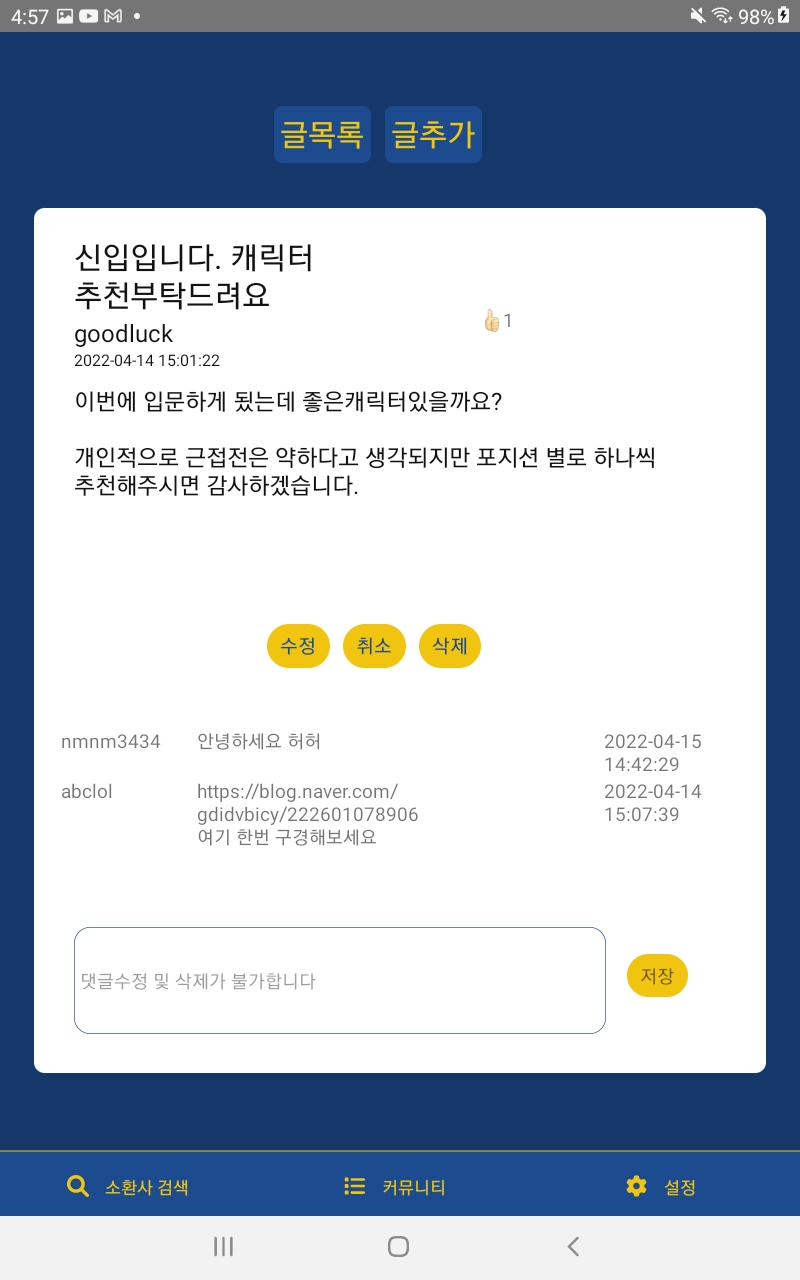 4:57 98%
글목록 글추가
신입입니다. 캐릭터
추천부탁드려요
goodluck
1
2022-04-14 15:01:22
이번에 입문하게 됬는데 좋은캐릭터있을까요?
개인적으로 근접전은 약하다고 생각되지만 포지션 별로 하나씩
추천해주시면 감사하겠습니다.
수정 취소 삭제
nmnm3434 안녕하세요 허허 2022-04-15
14:42:29
abclol https://blog.naver.com/ 2022-04-14
gdidvbicy/222601078906 15:07:39
여기 한번 구경해보세요
댓글수정 및 삭제가 불가합니다
저장
소환사 검색 커뮤니티 설정